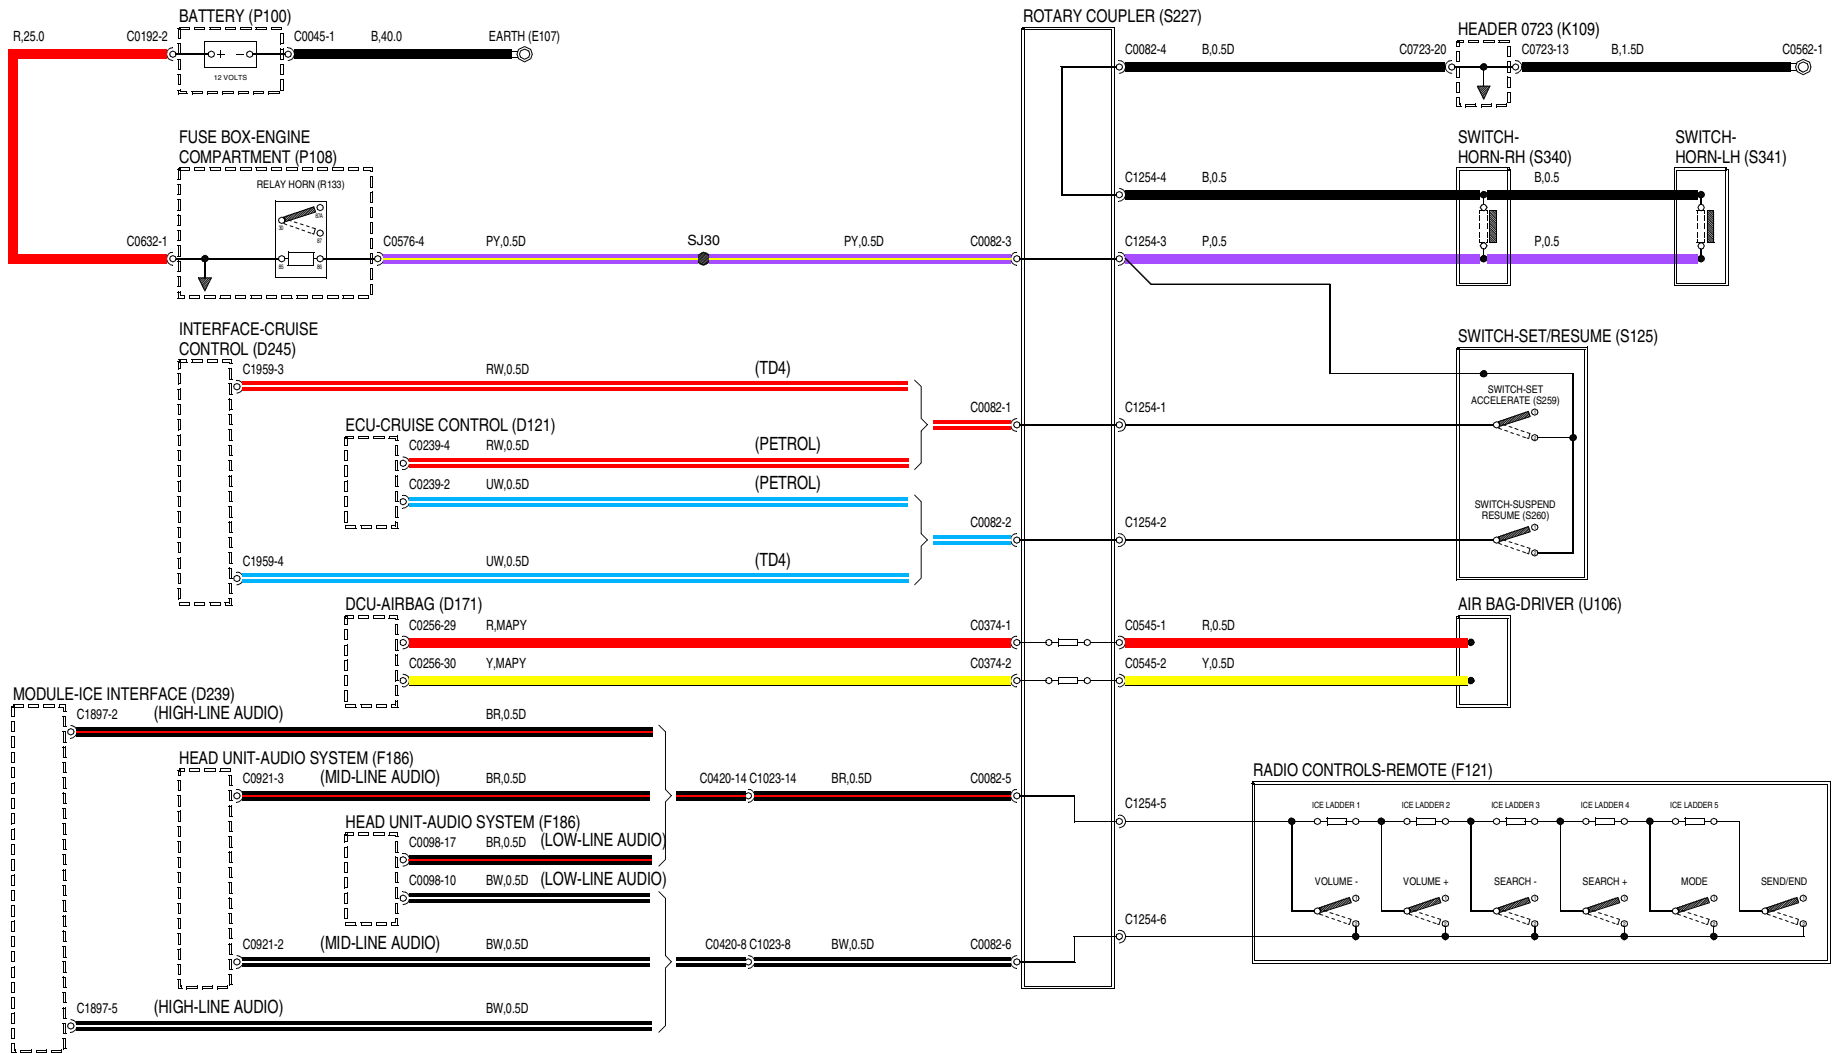 BATTERY (P100)
R,25.0
C0192-2
C0045-1
B,40.0
EARTH (E107)
+ -
12 VOLTS
ROTARY COUPLER (S227)
C0082-4
B,0.5D
C0723-20
HEADER 0723 (K109)
C0723-13
B,1.5D
C0562-1
FUSE BOX-ENGINE
COMPARTMENT (P108)
RELAY HORN (R133)
87A
30
87
85
86
C0632-1
C0576-4
PY,0.5D
SJ30
PY,0.5D
C0082-3
C1254-4
B,0.5
C1254-3
P,0.5
SWITCH-
HORN-RH (S340)
B,0.5
P,0.5
SWITCH-
HORN-LH (S341)
INTERFACE-CRUISE
CONTROL (D245)
C1959-3
RW,0.5D
(TD4)
ECU-CRUISE CONTROL (D121)
C0239-4
RW,0.5D
(PETROL)
C0239-2
UW,0.5D
(PETROL)
C1959-4
UW,0.5D
(TD4)
C0082-1
C1254-1
C0082-2
C1254-2
SWITCH-SET/RESUME (S125)
SWITCH-SET
ACCELERATE (S259)
SWITCH-SUSPEND
RESUME (S260)
DCU-AIRBAG (D171)
C0256-29
R,MAPY
C0374-1
C0545-1
R,0.5D
C0256-30
Y,MAPY
C0374-2
C0545-2
Y,0.5D
AIR BAG-DRIVER (U106)
MODULE-ICE INTERFACE (D239)
C1897-2
(HIGH-LINE AUDIO)
BR,0.5D
HEAD UNIT-AUDIO SYSTEM (F186)
C0921-3
(MID-LINE AUDIO)
BR,0.5D
C0420-14 C1023-14
BR,0.5D
C0082-5
HEAD UNIT-AUDIO SYSTEM (F186)
C0098-17
BR,0.5D
(LOW-LINE AUDIO)
C0098-10
BW,0.5D
(LOW-LINE AUDIO)
C0921-2
(MID-LINE AUDIO)
BW,0.5D
C0420-8 C1023-8
BW,0.5D
C0082-6
C1897-5
(HIGH-LINE AUDIO)
BW,0.5D
C1254-5
C1254-6
RADIO CONTROLS-REMOTE (F121)
ICE LADDER 1
ICE LADDER 2
ICE LADDER 3
ICE LADDER 4
ICE LADDER 5
VOLUME -
VOLUME +
SEARCH -
SEARCH +
MODE
SEND/END